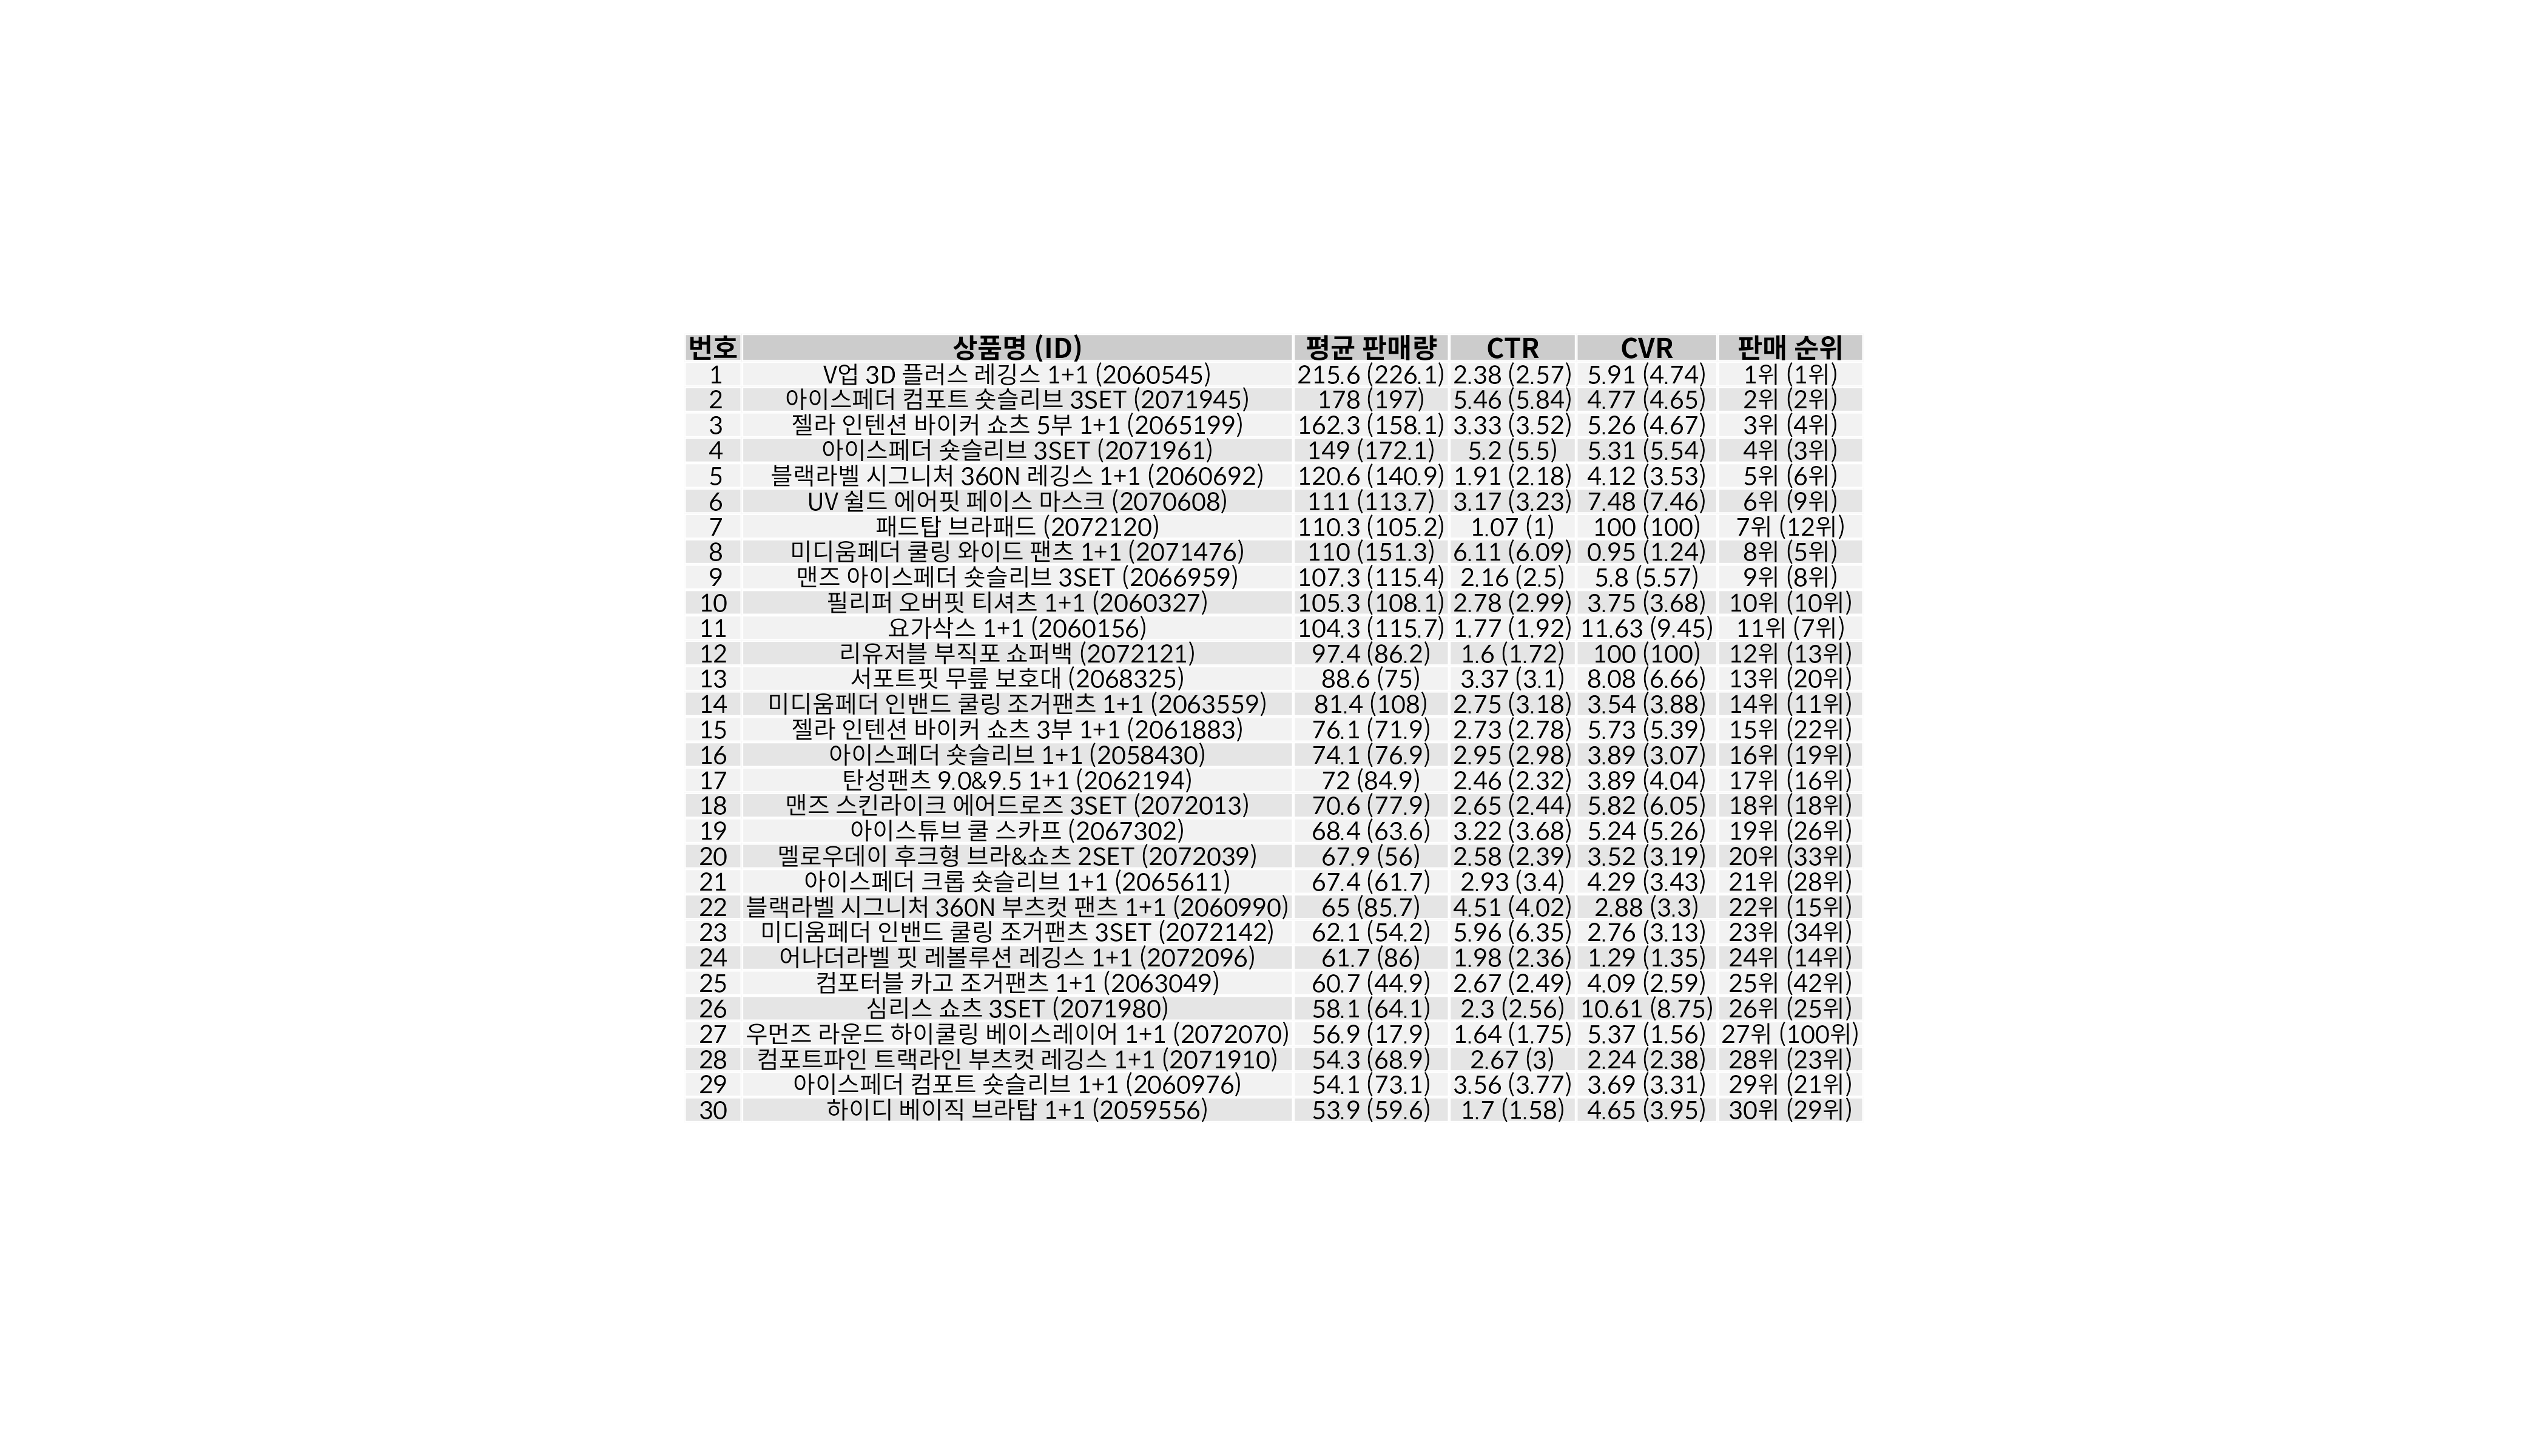 번호 상품명 (ID) 평균 판매량 CTR CVR 판매 순위
1 V업 3D 플러스 레깅스 1+1 (2060545) 215.6 (226.1) 2.38 (2.57) 5.91 (4.74) 1위 (1위)
2 아이스페더 컴포트 숏슬리브 3SET (2071945) 178 (197) 5.46 (5.84) 4.77 (4.65) 2위 (2위)
3 젤라 인텐션 바이커 쇼츠 5부 1+1 (2065199) 162.3 (158.1) 3.33 (3.52) 5.26 (4.67) 3위 (4위)
4 아이스페더 숏슬리브 3SET (2071961) 149 (172.1) 5.2 (5.5) 5.31 (5.54) 4위 (3위)
5 블랙라벨 시그니처 360N 레깅스 1+1 (2060692) 120.6 (140.9) 1.91 (2.18) 4.12 (3.53) 5위 (6위)
6 UV 쉴드 에어핏 페이스 마스크 (2070608) 111 (113.7) 3.17 (3.23) 7.48 (7.46) 6위 (9위)
7 패드탑 브라패드 (2072120) 110.3 (105.2) 1.07 (1) 100 (100) 7위 (12위)
8 미디움페더 쿨링 와이드 팬츠 1+1 (2071476) 110 (151.3) 6.11 (6.09) 0.95 (1.24) 8위 (5위)
9 맨즈 아이스페더 숏슬리브 3SET (2066959) 107.3 (115.4) 2.16 (2.5) 5.8 (5.57) 9위 (8위)
10 필리퍼 오버핏 티셔츠 1+1 (2060327) 105.3 (108.1) 2.78 (2.99) 3.75 (3.68) 10위 (10위)
11 요가삭스 1+1 (2060156) 104.3 (115.7) 1.77 (1.92) 11.63 (9.45) 11위 (7위)
12 리유저블 부직포 쇼퍼백 (2072121) 97.4 (86.2) 1.6 (1.72) 100 (100) 12위 (13위)
13 서포트핏 무릎 보호대 (2068325) 88.6 (75) 3.37 (3.1) 8.08 (6.66) 13위 (20위)
14 미디움페더 인밴드 쿨링 조거팬츠 1+1 (2063559) 81.4 (108) 2.75 (3.18) 3.54 (3.88) 14위 (11위)
15 젤라 인텐션 바이커 쇼츠 3부 1+1 (2061883) 76.1 (71.9) 2.73 (2.78) 5.73 (5.39) 15위 (22위)
16 아이스페더 숏슬리브 1+1 (2058430) 74.1 (76.9) 2.95 (2.98) 3.89 (3.07) 16위 (19위)
17 탄성팬츠 9.0&9.5 1+1 (2062194) 72 (84.9) 2.46 (2.32) 3.89 (4.04) 17위 (16위)
18 맨즈 스킨라이크 에어드로즈 3SET (2072013) 70.6 (77.9) 2.65 (2.44) 5.82 (6.05) 18위 (18위)
19 아이스튜브 쿨 스카프 (2067302) 68.4 (63.6) 3.22 (3.68) 5.24 (5.26) 19위 (26위)
20 멜로우데이 후크형 브라&쇼츠 2SET (2072039) 67.9 (56) 2.58 (2.39) 3.52 (3.19) 20위 (33위)
21 아이스페더 크롭 숏슬리브 1+1 (2065611) 67.4 (61.7) 2.93 (3.4) 4.29 (3.43) 21위 (28위)
22 블랙라벨 시그니처 360N 부츠컷 팬츠 1+1 (2060990) 65 (85.7) 4.51 (4.02) 2.88 (3.3) 22위 (15위)
23 미디움페더 인밴드 쿨링 조거팬츠 3SET (2072142) 62.1 (54.2) 5.96 (6.35) 2.76 (3.13) 23위 (34위)
24 어나더라벨 핏 레볼루션 레깅스 1+1 (2072096) 61.7 (86) 1.98 (2.36) 1.29 (1.35) 24위 (14위)
25 컴포터블 카고 조거팬츠 1+1 (2063049) 60.7 (44.9) 2.67 (2.49) 4.09 (2.59) 25위 (42위)
26 심리스 쇼츠 3SET (2071980) 58.1 (64.1) 2.3 (2.56) 10.61 (8.75) 26위 (25위)
27 우먼즈 라운드 하이쿨링 베이스레이어 1+1 (2072070) 56.9 (17.9) 1.64 (1.75) 5.37 (1.56) 27위 (100위)
28 컴포트파인 트랙라인 부츠컷 레깅스 1+1 (2071910) 54.3 (68.9) 2.67 (3) 2.24 (2.38) 28위 (23위)
29 아이스페더 컴포트 숏슬리브 1+1 (2060976) 54.1 (73.1) 3.56 (3.77) 3.69 (3.31) 29위 (21위)
30 하이디 베이직 브라탑 1+1 (2059556) 53.9 (59.6) 1.7 (1.58) 4.65 (3.95) 30위 (29위)